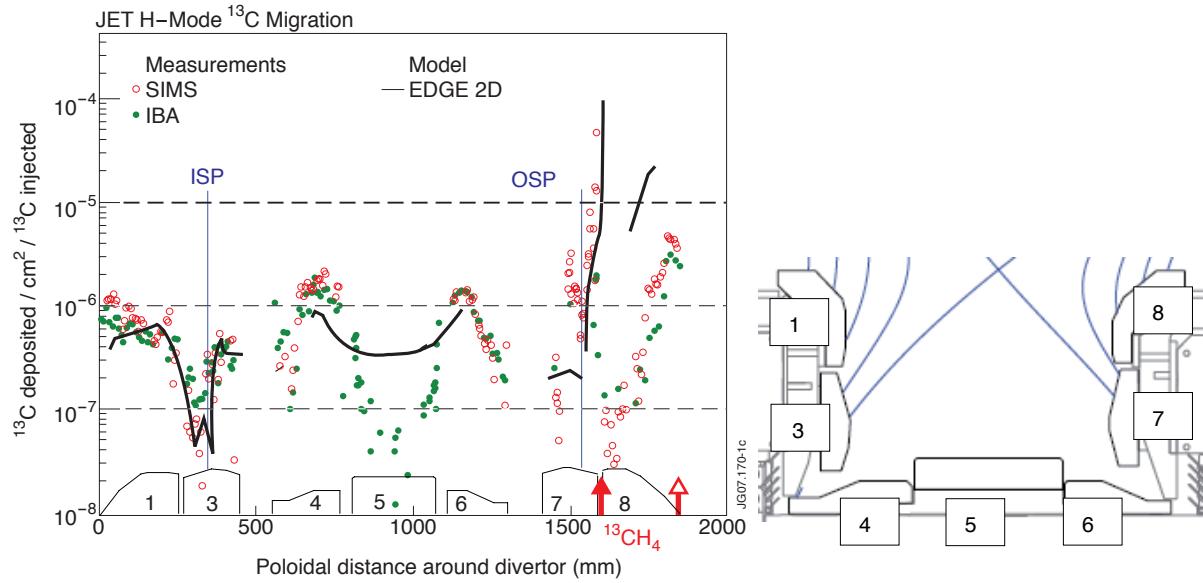 JET H–Mode ¹³C Migration
Measurements
Model
SIMS
EDGE 2D
IBA
10⁻⁴
10⁻⁵
10⁻⁶
10⁻⁷
10⁻⁸
¹³C deposited / cm² / ¹³C injected
ISP
OSP
1
3
4
5
6
7
8
0
500
1000
1500
2000
¹³CH₄
Poloidal distance around divertor (mm)
JG07.170-1c
1
8
3
7
4
5
6